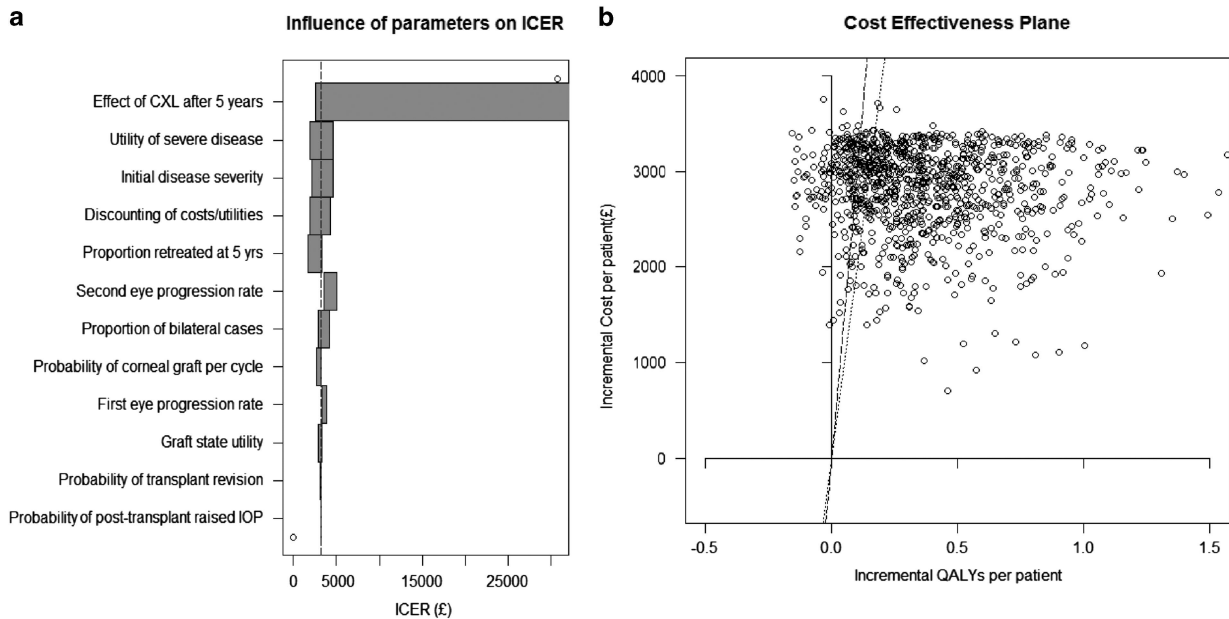 a
Influence of parameters on ICER
Effect of CXL after 5 years
Utility of severe disease
Initial disease severity
Discounting of costs/utilities
Proportion retreated at 5 yrs
Second eye progression rate
Proportion of bilateral cases
Probability of corneal graft per cycle
First eye progression rate
Graft state utility
Probability of transplant revision
Probability of post-transplant raised IOP
0 5000 15000 25000
ICER (£)
b
Cost Effectiveness Plane
4000
3000
2000
1000
0
Incremental Cost per patient(£)
-0.5 0.0 0.5 1.0 1.5
Incremental QALYs per patient